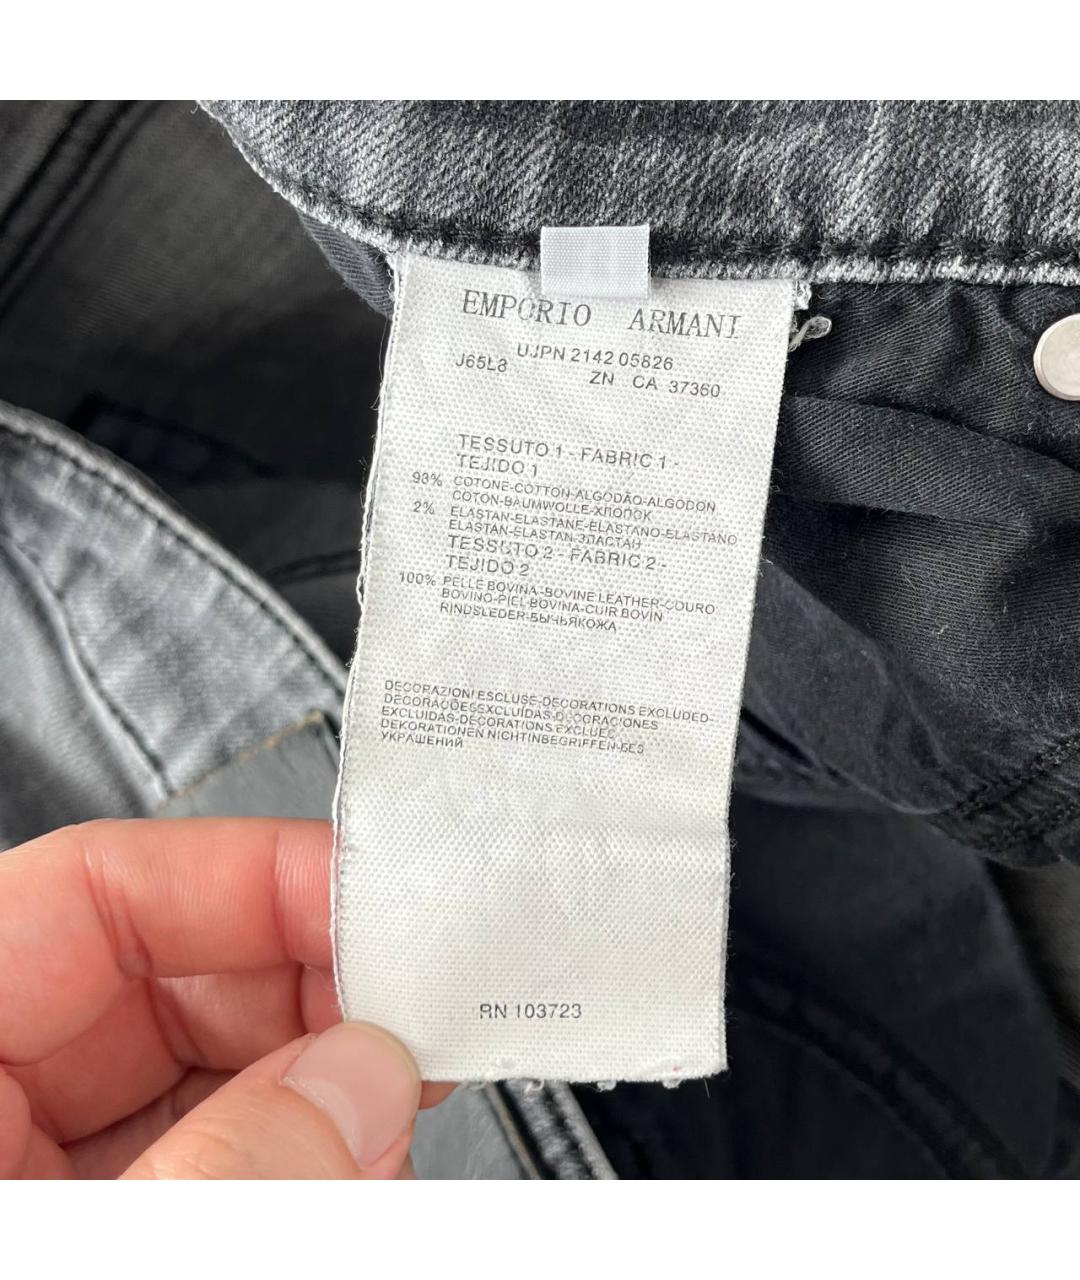 EMPORIO ARMANI
UJPN 2142 05826
J65L8
ZN CA 37360
TESSUTO 1 - FABRIC 1 -
TEJIDO 1
98% COTONE-COTTON-ALGODÃO-ALGODON
COTON-BAUMWOLLE-ХЛОПОК
2% ELASTAN-ELASTANE-ELASTANO-ELASTANO
ELASTAN-ELASTAN-ЭЛАСТАН
TESSUTO 2 - FABRIC 2 -
TEJIDO 2
100% PELLE BOVINA-BOVINE LEATHER-COURO
BOVINO-PIEL BOVINA-CUIR BOVIN
RINDSLEDER-БЫЧЬЯКОЖА
DECORAZIONI ESCLUSE-DECORATIONS EXCLUDED-
DECORAÇÕES EXCLUÍDAS-DECORACIONES
EXCLUIDAS-DÉCORATIONS EXCLUES
DEKORATIONEN NICHTINBEGRIFFEN-БЕЗ
УКРАШЕНИЙ
RN 103723